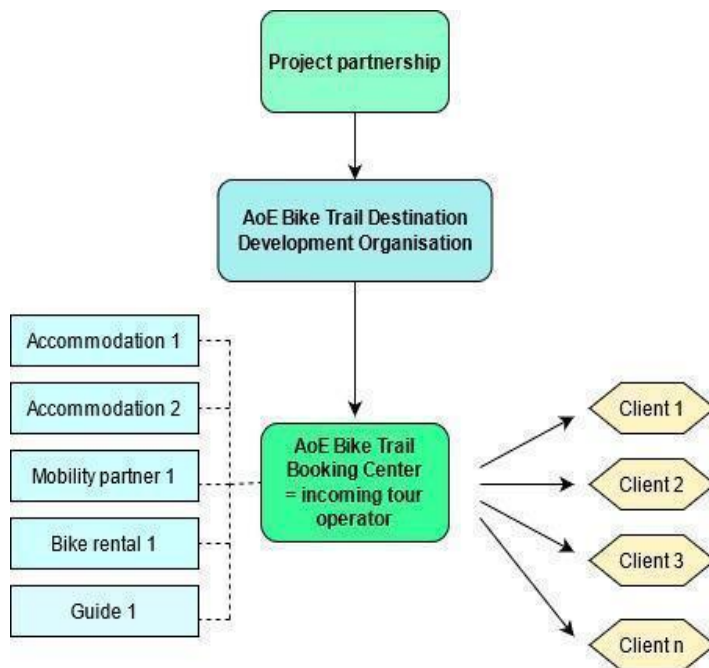 Project partnership
AoE Bike Trail Destination
Development Organisation
Accommodation 1
Accommodation 2
Mobility partner 1
Bike rental 1
Guide 1
AoE Bike Trail
Booking Center
= incoming tour
operator
Client 1
Client 2
Client 3
Client n